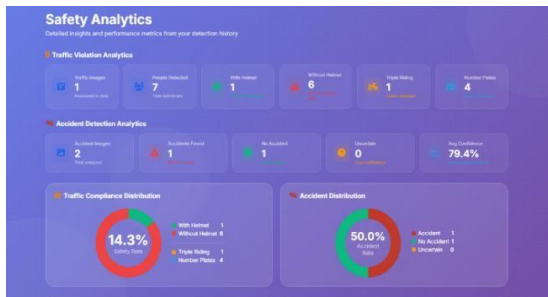 Safety Analytics
Detailed insights and performance metrics from your detection history
Traffic Violation Analytics
Traffic Images
1
People Detected
7
With Helmet
1
Without Helmet
6
Triple Riding
1
Number Plates
4
Accident Detection Analytics
Accident Images
2
Accidents Found
1
No Accident
1
Uncertain
0
Avg Confidence
79.4%
Traffic Compliance Distribution
14.3%
Safety Rate
With Helmet 1
Without Helmet 6
Triple Riding 1
Number Plates 4
Accident Distribution
50.0%
Accident
Rate
Accident 1
No Accident 1
Uncertain 0